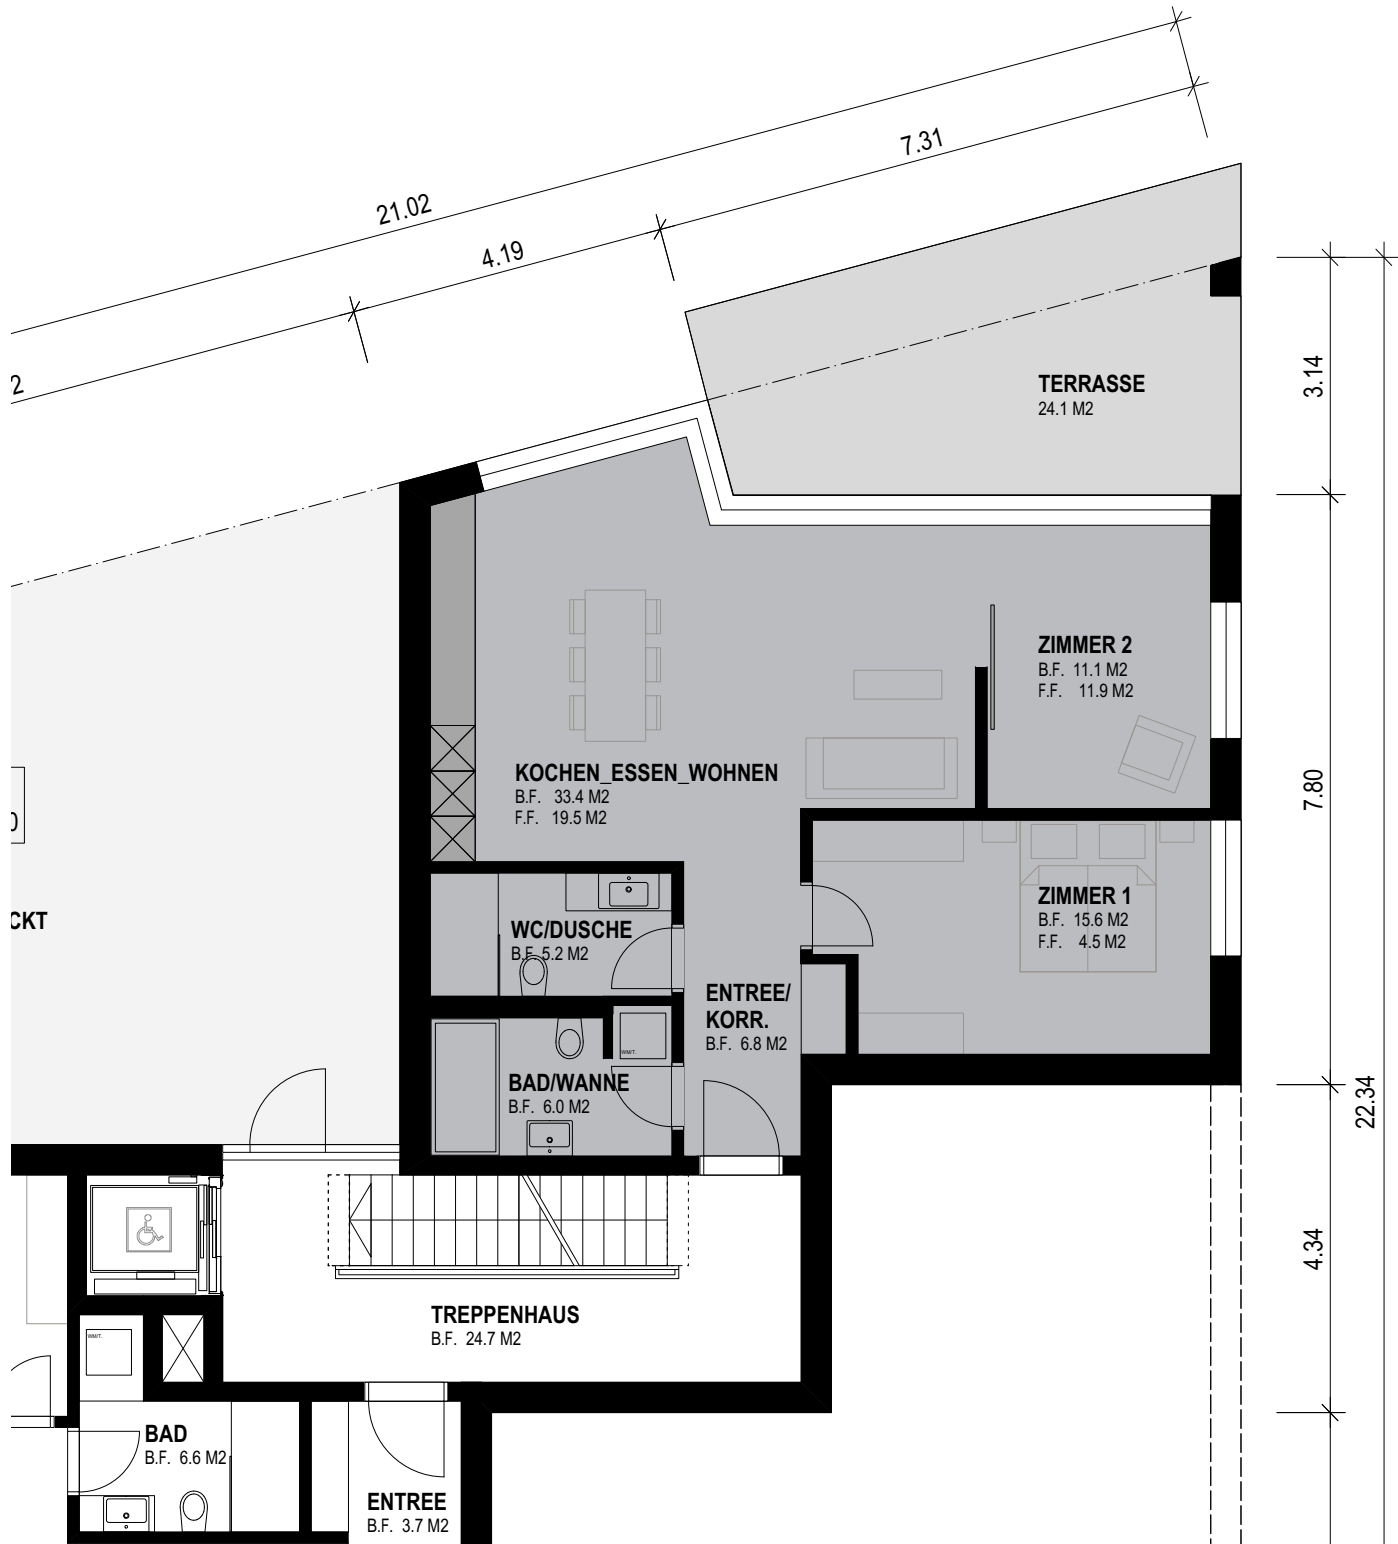 21.02
7.31
4.19
2
3.14
TERRASSE
24.1 M2
ZIMMER 2
B.F. 11.1 M2
F.F. 11.9 M2
KOCHEN_ESSEN_WOHNEN
B.F. 33.4 M2
F.F. 19.5 M2
7.80
0
CKT
ZIMMER 1
B.F. 15.6 M2
F.F. 4.5 M2
WC/DUSCHE
B.F. 5.2 M2
ENTREE/
KORR.
B.F. 6.8 M2
WM/T.
BAD/WANNE
B.F. 6.0 M2
22.34
4.34
TREPPENHAUS
B.F. 24.7 M2
WM/T.
BAD
B.F. 6.6 M2
ENTREE
B.F. 3.7 M2